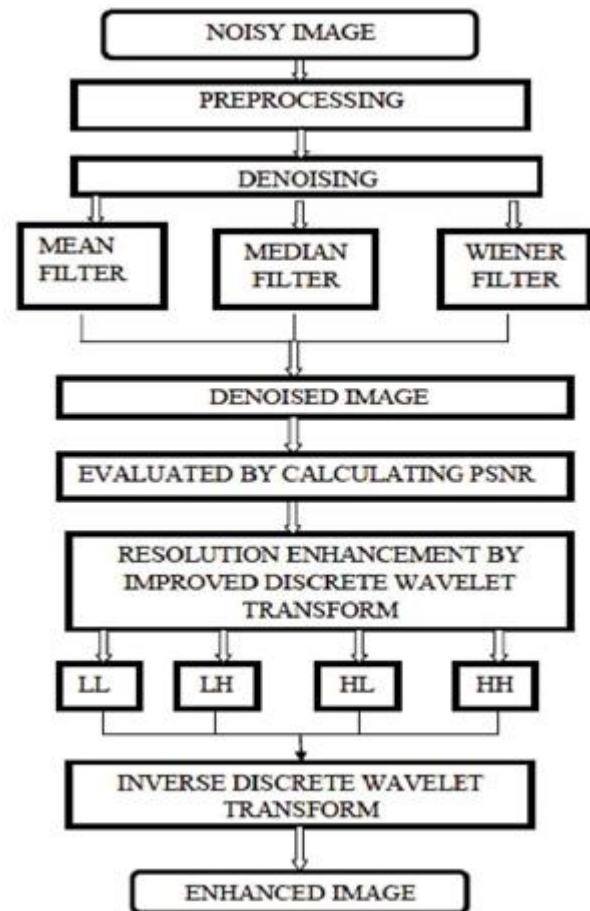 NOISY IMAGE
PREPROCESSING
DENOISING
MEAN
FILTER
MEDIAN
FILTER
WIENER
FILTER
DENOISED IMAGE
EVALUATED BY CALCULATING PSNR
RESOLUTION ENHANCEMENT BY
IMPROVED DISCRETE WAVELET
TRANSFORM
LL
LH
HL
HH
INVERSE DISCRETE WAVELET
TRANSFORM
ENHANCED IMAGE